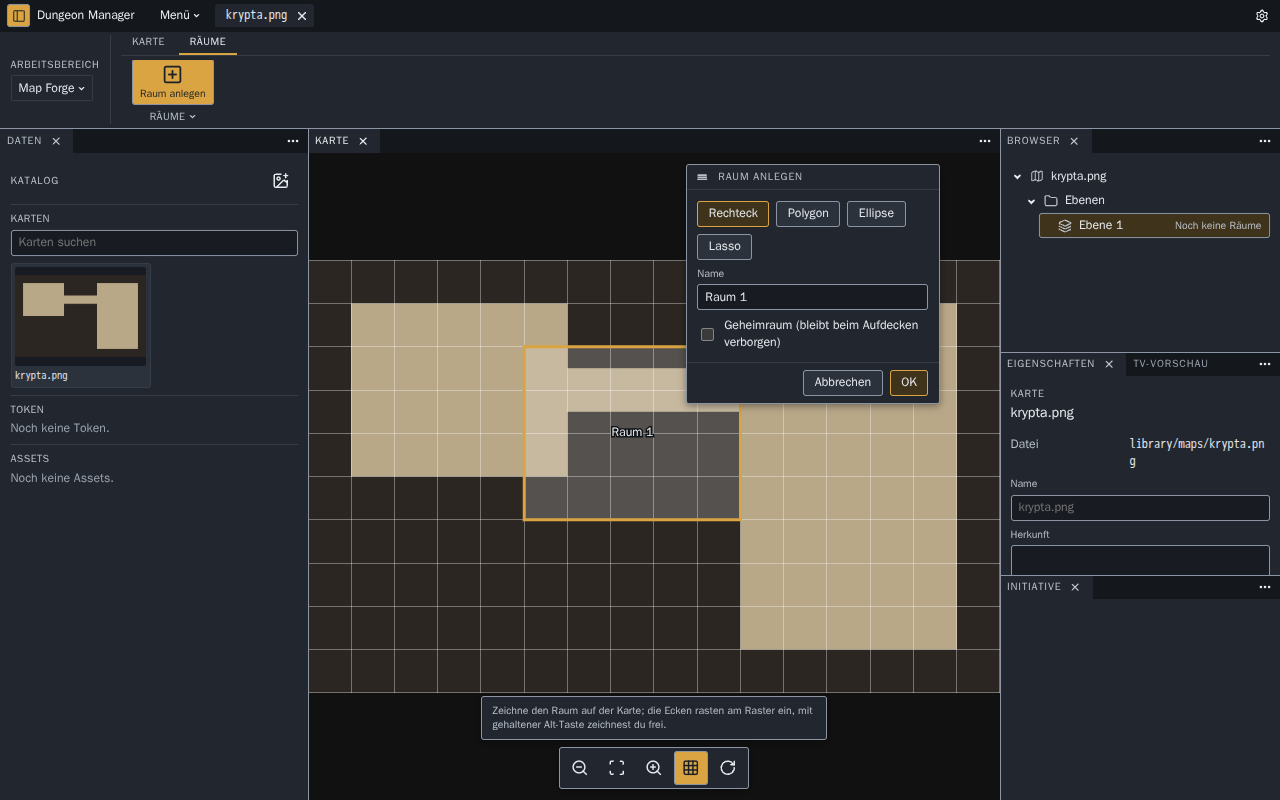 Dungeon Manager
Menü
krypta.png
KARTE
RÄUME
ARBEITSBEREICH
Map Forge
Raum anlegen
RÄUME
DATEN
KATALOG
KARTEN
Karten suchen
krypta.png
TOKEN
Noch keine Token.
ASSETS
Noch keine Assets.
KARTE
RAUM ANLEGEN
Rechteck
Polygon
Ellipse
Lasso
Name
Raum 1
Geheimraum (bleibt beim Aufdecken
verborgen)
Abbrechen
OK
Raum 1
Zeichne den Raum auf der Karte; die Ecken rasten am Raster ein, mit
gehaltener Alt-Taste zeichnest du frei.
BROWSER
krypta.png
Ebenen
Ebene 1
Noch keine Räume
EIGENSCHAFTEN
TV-VORSCHAU
KARTE
krypta.png
Datei
library/maps/krypta.pn
g
Name
krypta.png
Herkunft
INITIATIVE